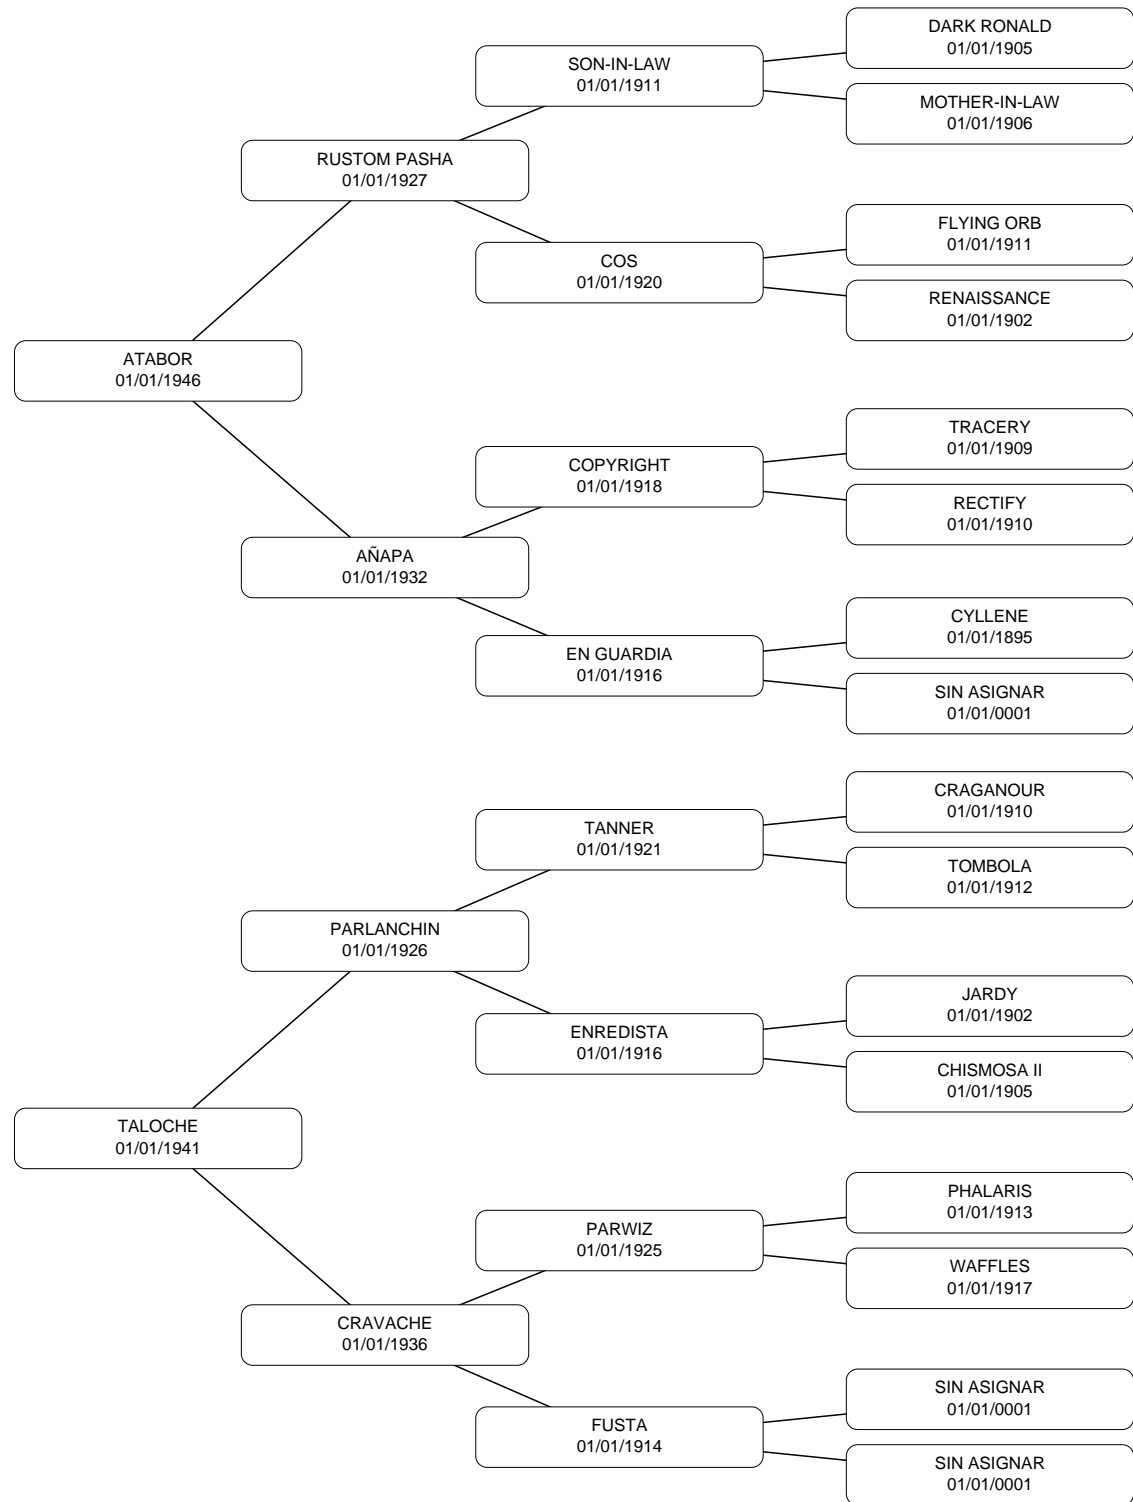 DARK RONALD
01/01/1905
SON-IN-LAW
01/01/1911
MOTHER-IN-LAW
01/01/1906
RUSTOM PASHA
01/01/1927
FLYING ORB
01/01/1911
COS
01/01/1920
RENAISSANCE
01/01/1902
ATABOR
01/01/1946
TRACERY
01/01/1909
COPYRIGHT
01/01/1918
RECTIFY
01/01/1910
AÑAPA
01/01/1932
CYLLENE
01/01/1895
EN GUARDIA
01/01/1916
SIN ASIGNAR
01/01/0001
CRAGANOUR
01/01/1910
TANNER
01/01/1921
TOMBOLA
01/01/1912
PARLANCHIN
01/01/1926
JARDY
01/01/1902
ENREDISTA
01/01/1916
CHISMOSA II
01/01/1905
TALOCHE
01/01/1941
PHALARIS
01/01/1913
PARWIZ
01/01/1925
WAFFLES
01/01/1917
CRAVACHE
01/01/1936
SIN ASIGNAR
01/01/0001
FUSTA
01/01/1914
SIN ASIGNAR
01/01/0001